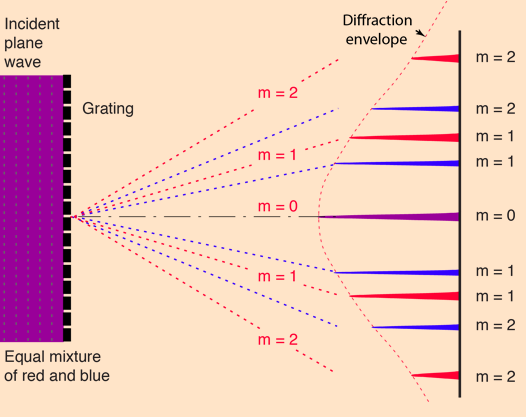 Incident
plane
wave
Diffraction
envelope
Grating
m = 2
m = 1
m = 0
m = 1
m = 2
m = 2
m = 2
m = 1
m = 1
m = 0
m = 1
m = 1
m = 2
m = 2
Equal mixture
of red and blue